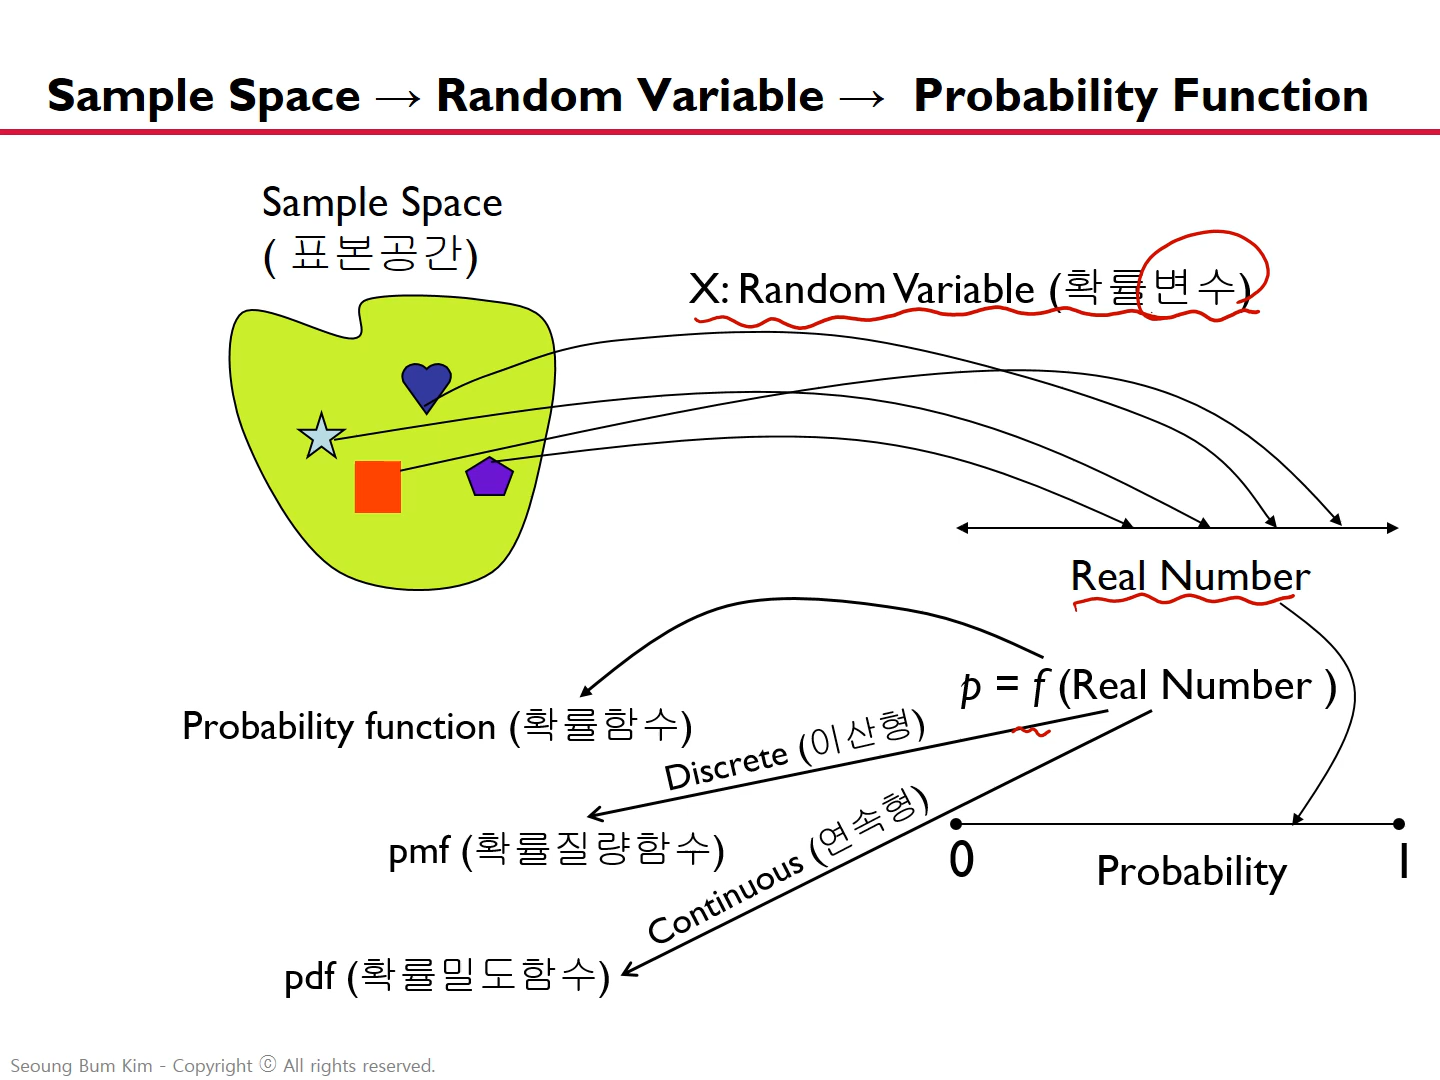 Sample Space → Random Variable → Probability Function
Sample Space
( 표본공간)
X: Random Variable (확률변수)
Real Number
p = f (Real Number )
Probability function (확률함수)
Discrete (이산형)
pmf (확률질량함수)
Continuous (연속형)
0
Probability
1
pdf (확률밀도함수)
Seoung Bum Kim - Copyright ⓒ All rights reserved.